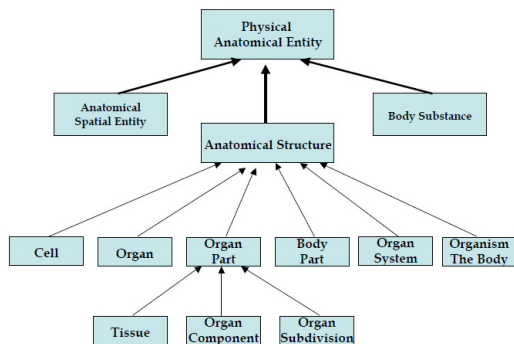 Physical
Anatomical Entity
Anatomical
Spatial Entity
Body Substance
Anatomical Structure
Cell
Organ
Organ
Part
Body
Part
Organ
System
Organism
The Body
Tissue
Organ
Component
Organ
Subdivision